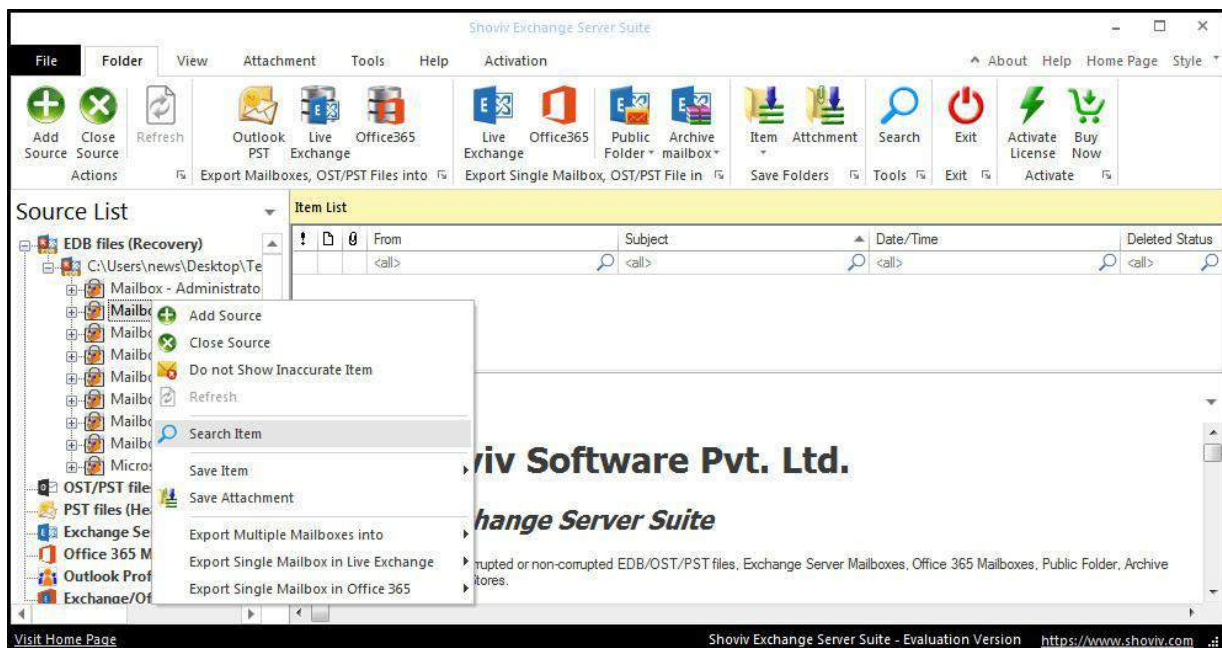 Shoviv Exchange Server Suite
File Folder View Attachment Tools Help Activation About Help Home Page Style
Add Source Close Source Refresh Outlook PST Live Exchange Office365 Live Exchange Office365 Public Folder Archive mailbox Item Attchment Search Exit Activate License Buy Now
Actions Export Mailboxes, OST/PST Files into Export Single Mailbox, OST/PST File in Save Folders Tools Exit Activate
Source List
EDB files (Recovery)
C:\Users\news\Desktop\Te
Mailbox - Administrato
Mailbo
Mailbo
Mailbo
Mailbo
Mailbo
Mailbo
Mailbo
Micros
OST/PST file
PST files (He
Exchange Se
Office 365 M
Outlook Prof
Exchange/Of
Item List
From Subject Date/Time Deleted Status
<all> <all> <all> <all>
Add Source
Close Source
Do not Show Inaccurate Item
Refresh
Search Item
Save Item
Save Attachment
Export Multiple Mailboxes into
Export Single Mailbox in Live Exchange
Export Single Mailbox in Office 365
iv Software Pvt. Ltd.
hange Server Suite
rrupted or non-corrupted EDB/OST/PST files, Exchange Server Mailboxes, Office 365 Mailboxes, Public Folder, Archive
tores.
Visit Home Page Shoviv Exchange Server Suite - Evaluation Version https://www.shoviv.com